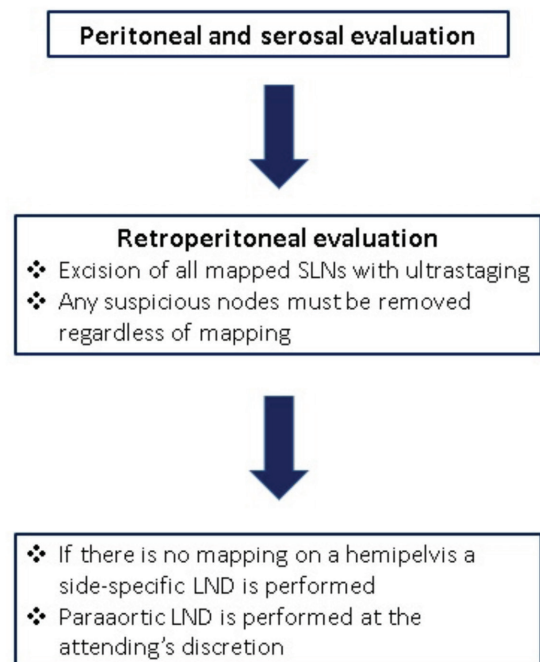 Peritoneal and serosal evaluation
Retroperitoneal evaluation
❖ Excision of all mapped SLNs with ultrastaging
❖ Any suspicious nodes must be removed
regardless of mapping
❖ If there is no mapping on a hemipelvis a
side-specific LND is performed
❖ Paraaortic LND is performed at the
attending's discretion